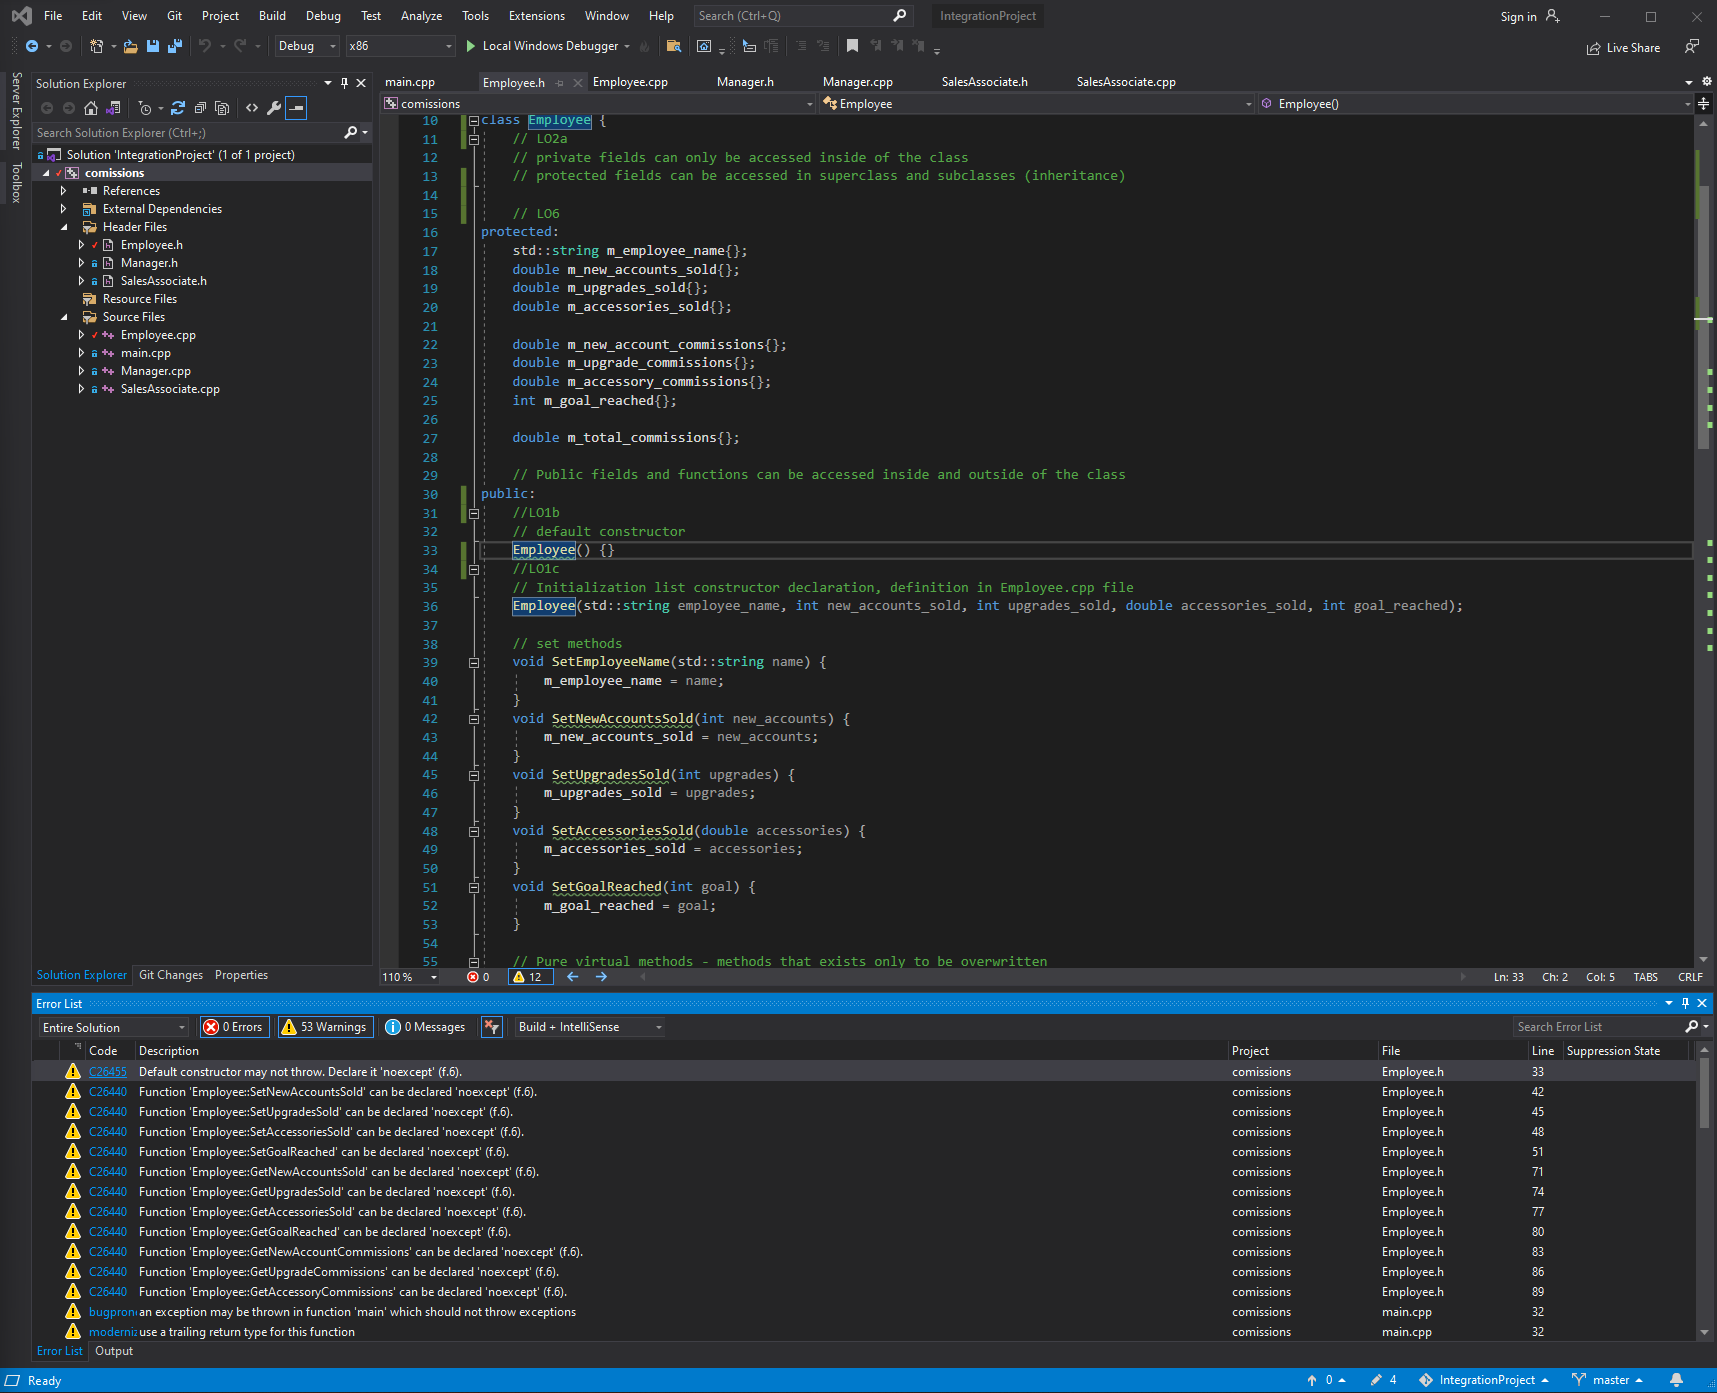 File Edit View Git Project Build Debug Test Analyze Tools Extensions Window Help Search (Ctrl+Q) IntegrationProject Sign in
Debug x86 Local Windows Debugger Live Share
Server Explorer
Toolbox
Solution Explorer
Search Solution Explorer (Ctrl+;)
Solution 'IntegrationProject' (1 of 1 project)
comissions
References
External Dependencies
Header Files
Employee.h
Manager.h
SalesAssociate.h
Resource Files
Source Files
Employee.cpp
main.cpp
Manager.cpp
SalesAssociate.cpp
Solution Explorer Git Changes Properties
main.cpp Employee.h Employee.cpp Manager.h Manager.cpp SalesAssociate.h SalesAssociate.cpp
comissions Employee Employee()
10 class Employee {
11 // LO2a
12 // private fields can only be accessed inside of the class
13 // protected fields can be accessed in superclass and subclasses (inheritance)
14
15 // LO6
16 protected:
17 std::string m_employee_name{};
18 double m_new_accounts_sold{};
19 double m_upgrades_sold{};
20 double m_accessories_sold{};
21
22 double m_new_account_commissions{};
23 double m_upgrade_commissions{};
24 double m_accessory_commissions{};
25 int m_goal_reached{};
26
27 double m_total_commissions{};
28
29 // Public fields and functions can be accessed inside and outside of the class
30 public:
31 //LO1b
32 // default constructor
33 Employee() {}
34 //LO1c
35 // Initialization list constructor declaration, definition in Employee.cpp file
36 Employee(std::string employee_name, int new_accounts_sold, int upgrades_sold, double accessories_sold, int goal_reached);
37
38 // set methods
39 void SetEmployeeName(std::string name) {
40 m_employee_name = name;
41 }
42 void SetNewAccountsSold(int new_accounts) {
43 m_new_accounts_sold = new_accounts;
44 }
45 void SetUpgradesSold(int upgrades) {
46 m_upgrades_sold = upgrades;
47 }
48 void SetAccessoriesSold(double accessories) {
49 m_accessories_sold = accessories;
50 }
51 void SetGoalReached(int goal) {
52 m_goal_reached = goal;
53 }
54
55 // Pure virtual methods - methods that exists only to be overwritten
110 % 0 12 Ln: 33 Ch: 2 Col: 5 TABS CRLF
Error List
Entire Solution 0 Errors 53 Warnings 0 Messages Build + IntelliSense Search Error List
Code Description Project File Line Suppression State
C26455 Default constructor may not throw. Declare it 'noexcept' (f.6). comissions Employee.h 33
C26440 Function 'Employee::SetNewAccountsSold' can be declared 'noexcept' (f.6). comissions Employee.h 42
C26440 Function 'Employee::SetUpgradesSold' can be declared 'noexcept' (f.6). comissions Employee.h 45
C26440 Function 'Employee::SetAccessoriesSold' can be declared 'noexcept' (f.6). comissions Employee.h 48
C26440 Function 'Employee::SetGoalReached' can be declared 'noexcept' (f.6). comissions Employee.h 51
C26440 Function 'Employee::GetNewAccountsSold' can be declared 'noexcept' (f.6). comissions Employee.h 71
C26440 Function 'Employee::GetUpgradesSold' can be declared 'noexcept' (f.6). comissions Employee.h 74
C26440 Function 'Employee::GetAccessoriesSold' can be declared 'noexcept' (f.6). comissions Employee.h 77
C26440 Function 'Employee::GetGoalReached' can be declared 'noexcept' (f.6). comissions Employee.h 80
C26440 Function 'Employee::GetNewAccountCommissions' can be declared 'noexcept' (f.6). comissions Employee.h 83
C26440 Function 'Employee::GetUpgradeCommissions' can be declared 'noexcept' (f.6). comissions Employee.h 86
C26440 Function 'Employee::GetAccessoryCommissions' can be declared 'noexcept' (f.6). comissions Employee.h 89
bugpron an exception may be thrown in function 'main' which should not throw exceptions comissions main.cpp 32
moderniz use a trailing return type for this function comissions main.cpp 32
Error List Output
Ready 0 4 IntegrationProject master